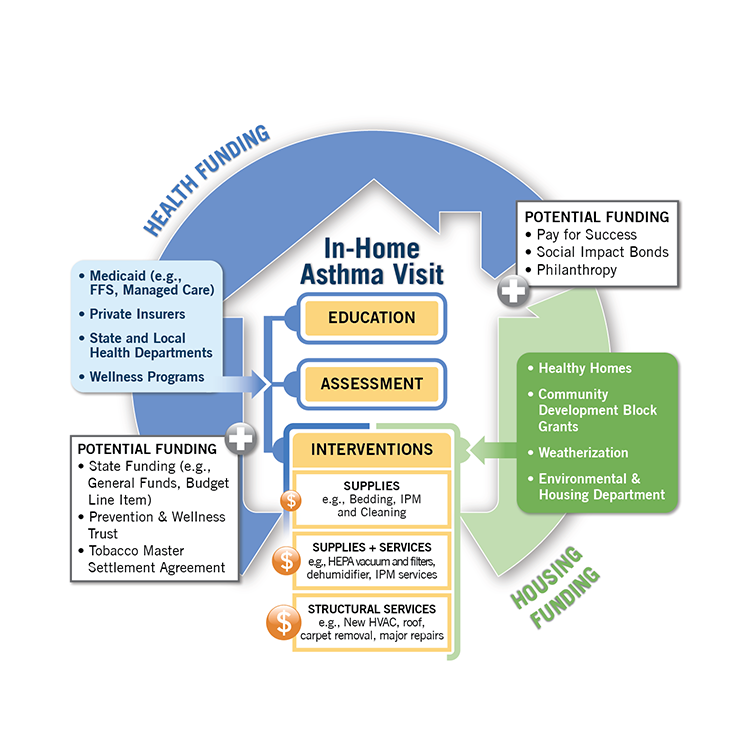 HEALTH FUNDING
In-Home
Asthma Visit
POTENTIAL FUNDING
• Pay for Success
• Social Impact Bonds
• Philanthropy
• Medicaid (e.g.,
FFS, Managed Care)
• Private Insurers
• State and Local
Health Departments
• Wellness Programs
EDUCATION
ASSESSMENT
• Healthy Homes
• Community
Development Block
Grants
• Weatherization
• Environmental &
Housing Department
POTENTIAL FUNDING
• State Funding (e.g.,
General Funds, Budget
Line Item)
• Prevention & Wellness
Trust
• Tobacco Master
Settlement Agreement
INTERVENTIONS
SUPPLIES
e.g., Bedding, IPM
and Cleaning
$
SUPPLIES + SERVICES
e.g., HEPA vacuum and filters,
dehumidifier, IPM services
$
STRUCTURAL SERVICES
e.g., New HVAC, roof,
carpet removal, major repairs
$
HOUSING
FUNDING